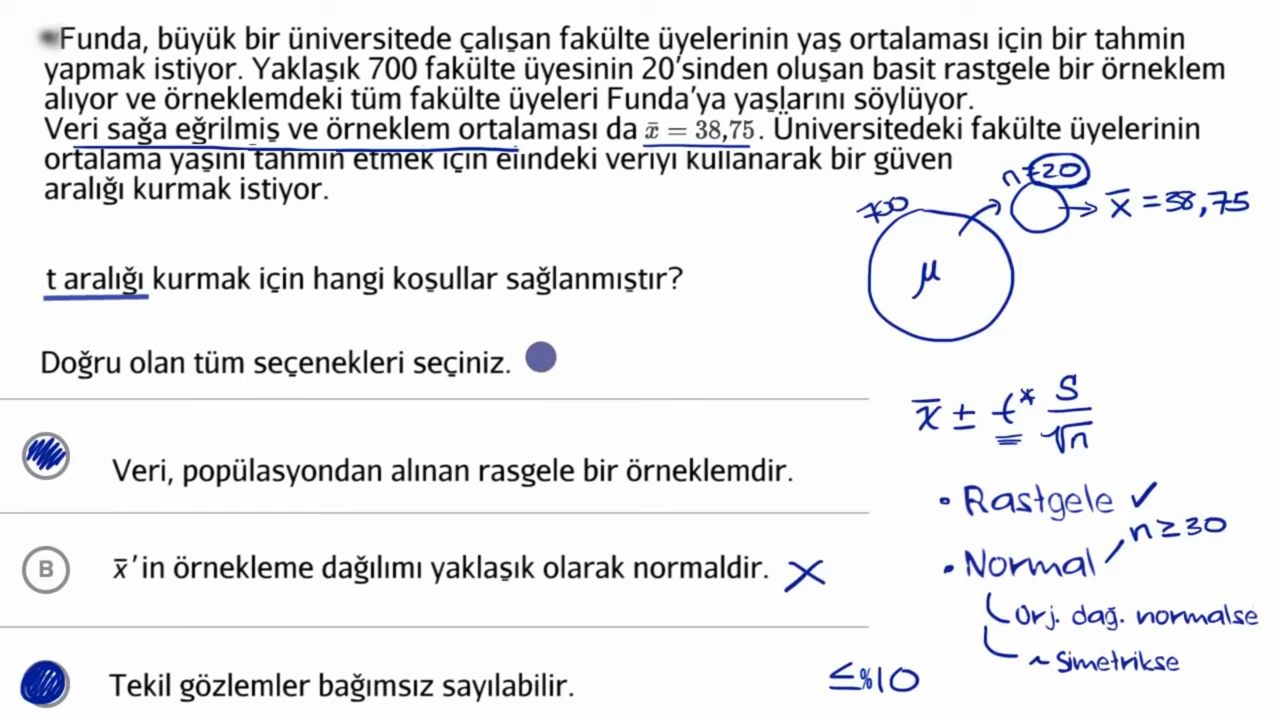 Funda, büyük bir üniversitede çalışan fakülte üyelerinin yaş ortalaması için bir tahmin
yapmak istiyor. Yaklaşık 700 fakülte üyesinin 20'sinden oluşan basit rastgele bir örneklem
alıyor ve örneklemdeki tüm fakülte üyeleri Funda'ya yaşlarını söylüyor.
Veri sağa eğrilmiş ve örneklem ortalaması da x̄ = 38,75. Üniversitedeki fakülte üyelerinin
ortalama yaşını tahmin etmek için elindeki veriyi kullanarak bir güven
aralığı kurmak istiyor.
n = 20
700
x̄ = 38,75
μ
t aralığı kurmak için hangi koşullar sağlanmıştır?
Doğru olan tüm seçenekleri seçiniz.
x̄ ± t* S/√n
Veri, popülasyondan alınan rasgele bir örneklemdir.
• Rastgele ✓
n ≥ 30
B x̄'in örnekleme dağılımı yaklaşık olarak normaldir. X
• Normal
Orj. dağ. normalse
~ Simetrikse
Tekil gözlemler bağımsız sayılabilir.
≤%10